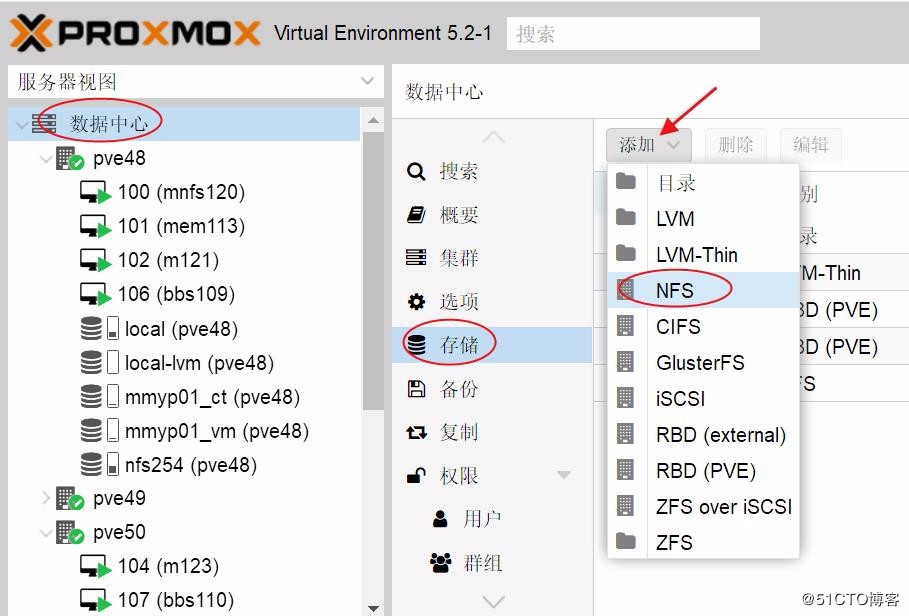 PROXMOX Virtual Environment 5.2-1 搜索
服务器视图
数据中心
pve48
100 (mnfs120)
101 (mem113)
102 (m121)
106 (bbs109)
local (pve48)
local-lvm (pve48)
mmyp01_ct (pve48)
mmyp01_vm (pve48)
nfs254 (pve48)
pve49
pve50
104 (m123)
107 (bbs110)
数据中心
搜索
概要
集群
选项
存储
备份
复制
权限
用户
群组
添加 删除 编辑
目录
LVM
LVM-Thin
NFS
CIFS
GlusterFS
iSCSI
RBD (external)
RBD (PVE)
ZFS over iSCSI
ZFS
别
录
M-Thin
BD (PVE)
BD (PVE)
FS
@51CTO博客